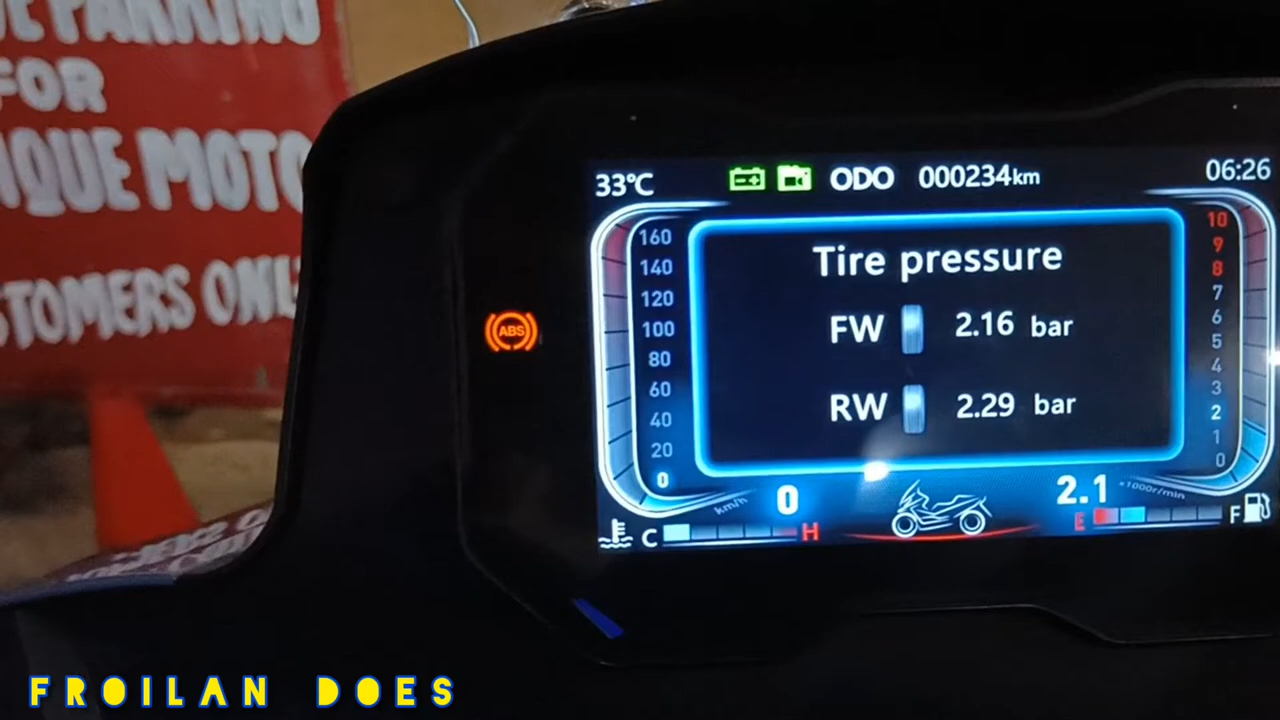 PARKING
FOR
MOTO
ONL
33℃ ODO 000234km 06:26
Tire pressure
FW 2.16 bar
RW 2.29 bar
160
140
120
100
80
60
40
20
0
10
9
8
7
6
5
4
3
2
1
0
ABS
km/h 0 2.1 ×1000r/min
C H E F
FROILAN DOES